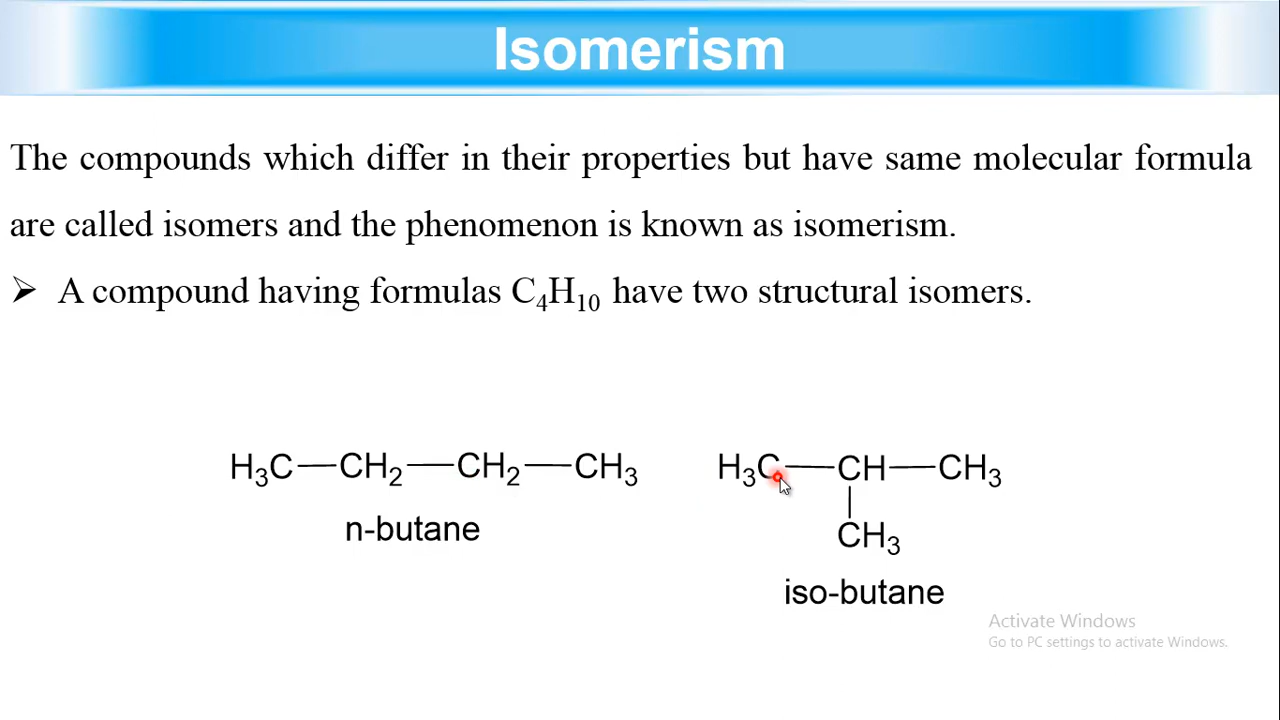 Isomerism
The compounds which differ in their properties but have same molecular formula
are called isomers and the phenomenon is known as isomerism.
➢ A compound having formulas C₄H₁₀ have two structural isomers.
H₃C—CH₂—CH₂—CH₃
n-butane
H₃C—CH—CH₃
CH₃
iso-butane
Activate Windows
Go to PC settings to activate Windows.